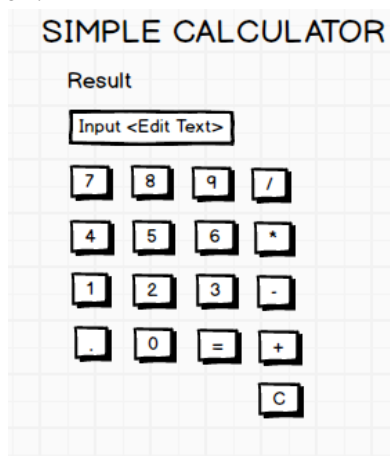 SIMPLE CALCULATOR
Result
Input <Edit Text>
7 8 9 /
4 5 6 *
1 2 3 -
. 0 = +
C